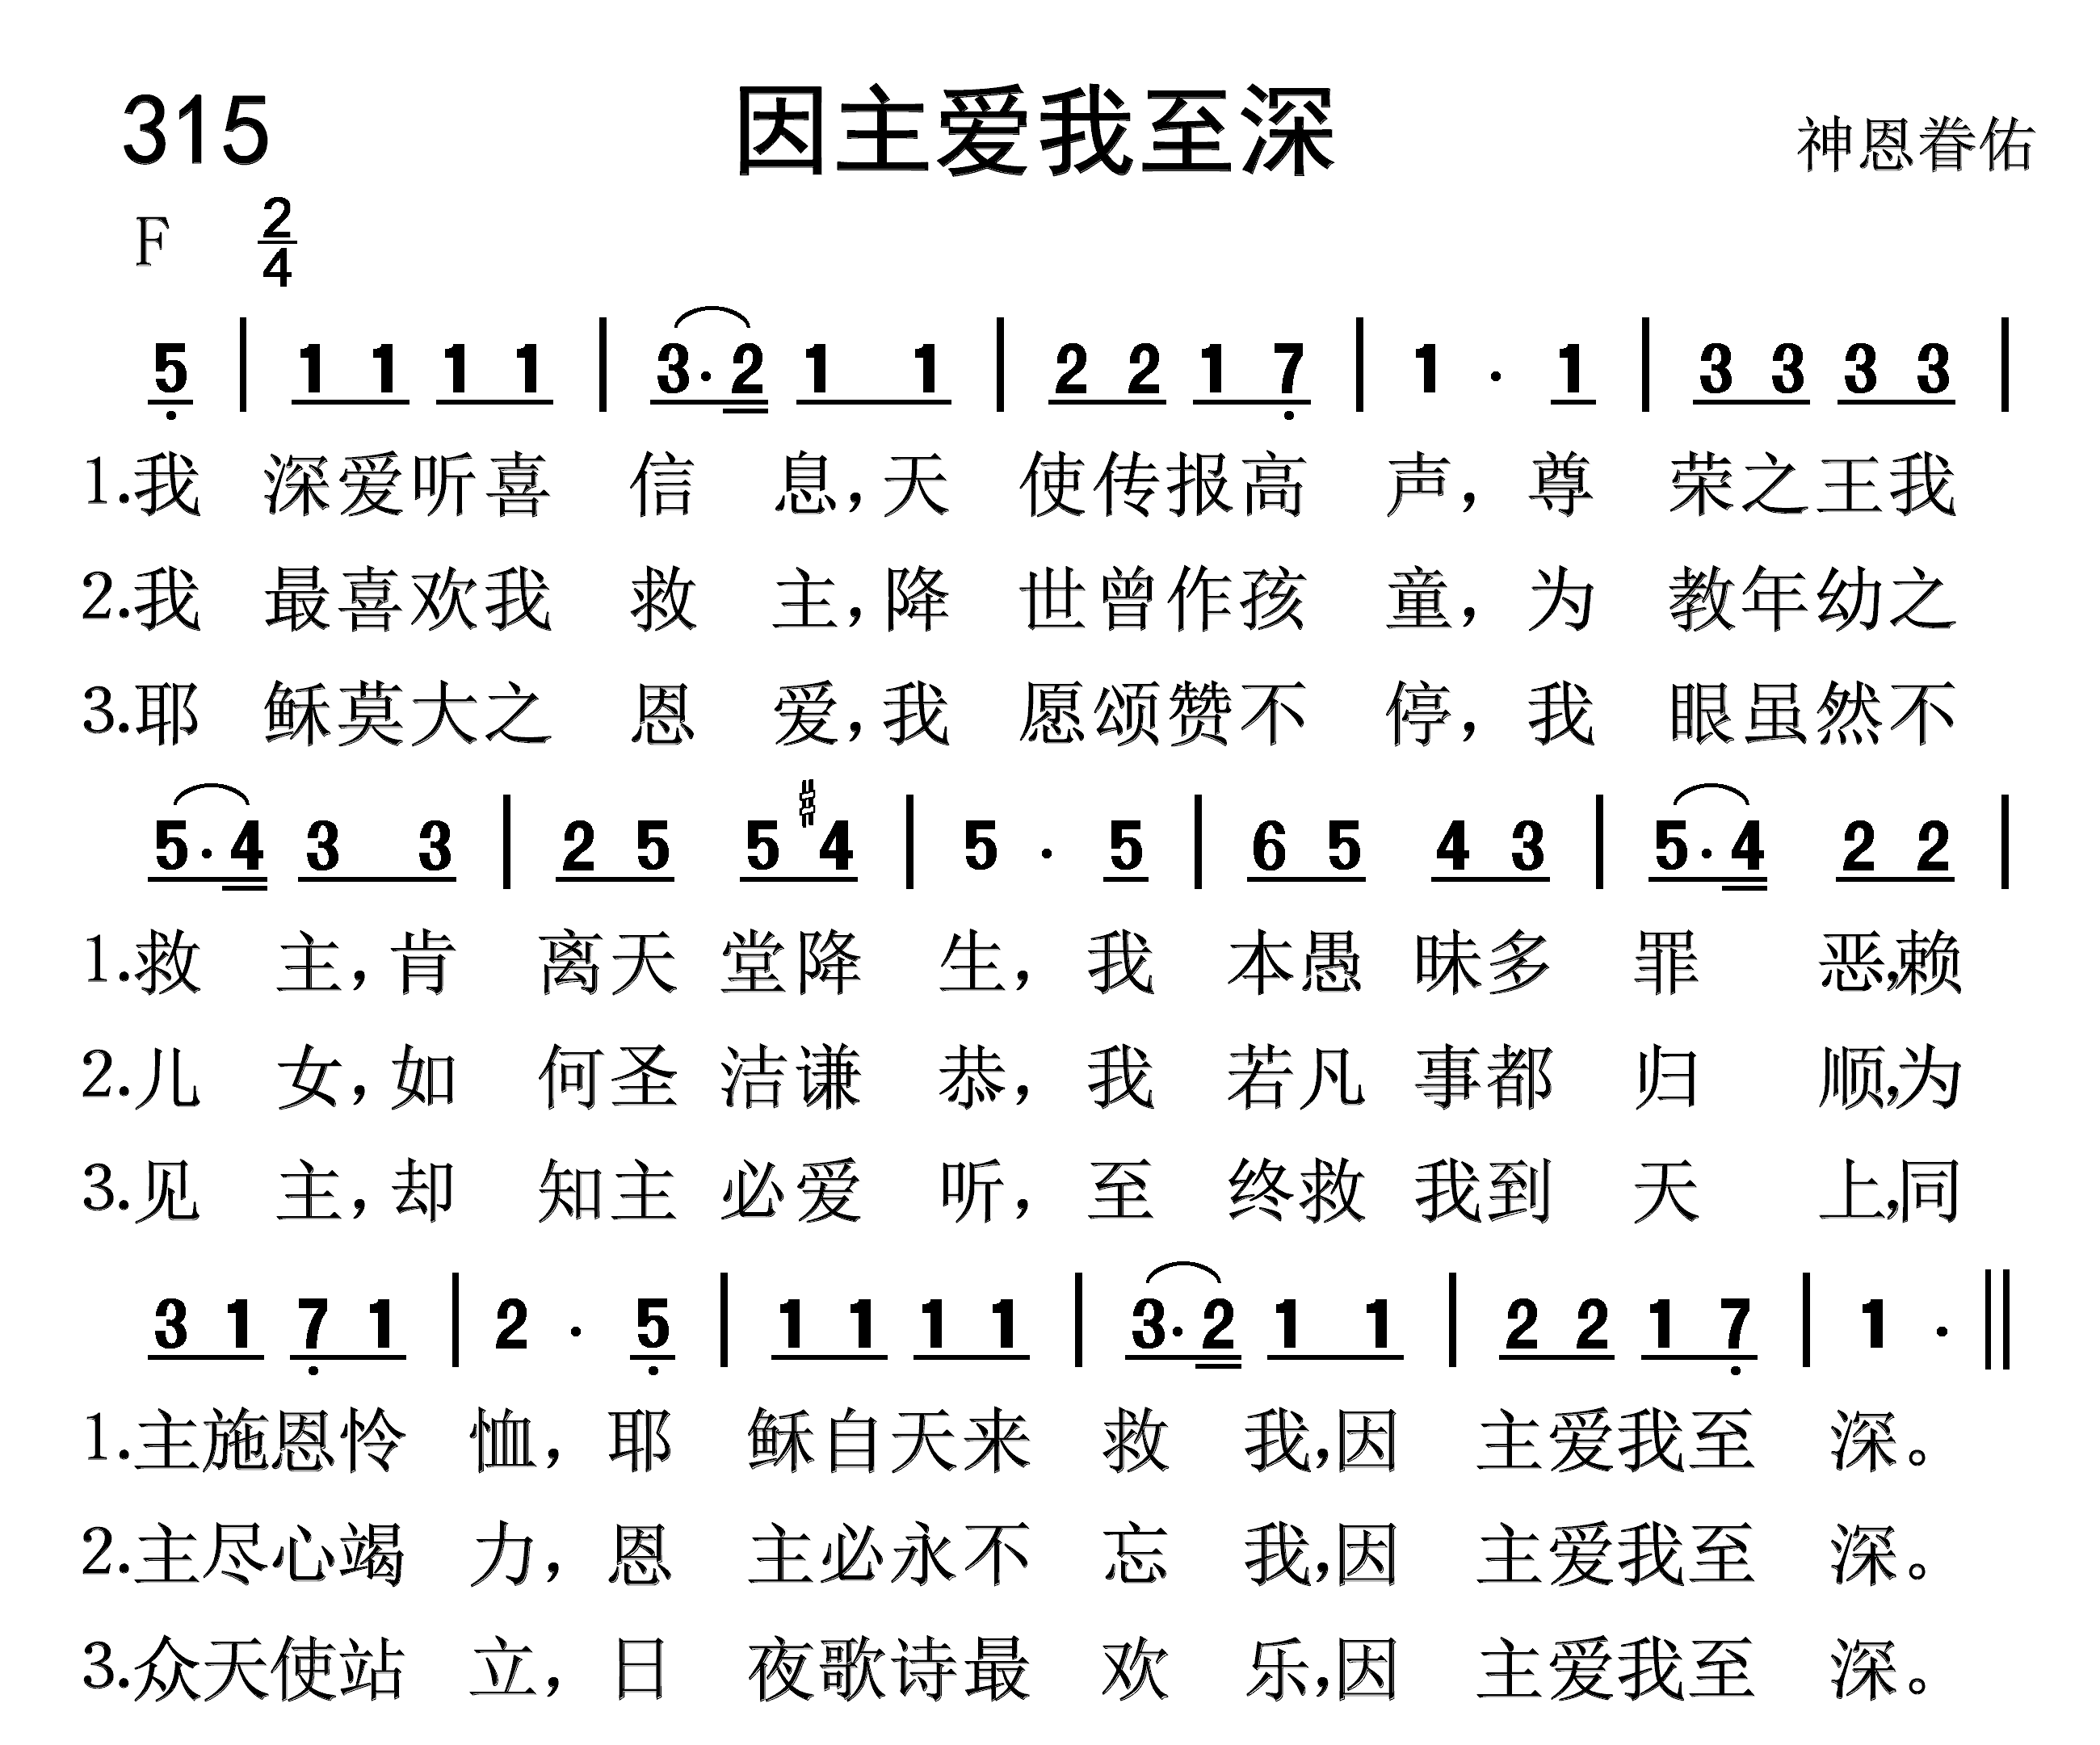 315 因主爱我至深 神恩眷佑
F 2/4
5 | 1 1 1 1 | 3·2 1 1 | 2 2 1 7 | 1 · 1 | 3 3 3 3 |
1.我 深爱听喜 信 息,天 使传报高 声,尊 荣之王我
2.我 最喜欢我 救 主,降 世曾作孩 童,为 教年幼之
3.耶 稣莫大之 恩 爱,我 愿颂赞不 停,我 眼虽然不
5·4 3 3 | 2 5 5 #4 | 5 · 5 | 6 5 4 3 | 5·4 2 2 |
1.救 主,肯 离天 堂降 生,我 本愚 昧多 罪 恶,赖
2.儿 女,如 何圣 洁谦 恭,我 若凡 事都 归 顺,为
3.见 主,却 知主 必爱 听,至 终救 我到 天 上,同
3 1 7 1 | 2 · 5 | 1 1 1 1 | 3·2 1 1 | 2 2 1 7 | 1 · ||
1.主施恩怜 恤,耶 稣自天来 救 我,因 主爱我至 深。
2.主尽心竭 力,恩 主必永不 忘 我,因 主爱我至 深。
3.众天使站 立,日 夜歌诗最 欢 乐,因 主爱我至 深。